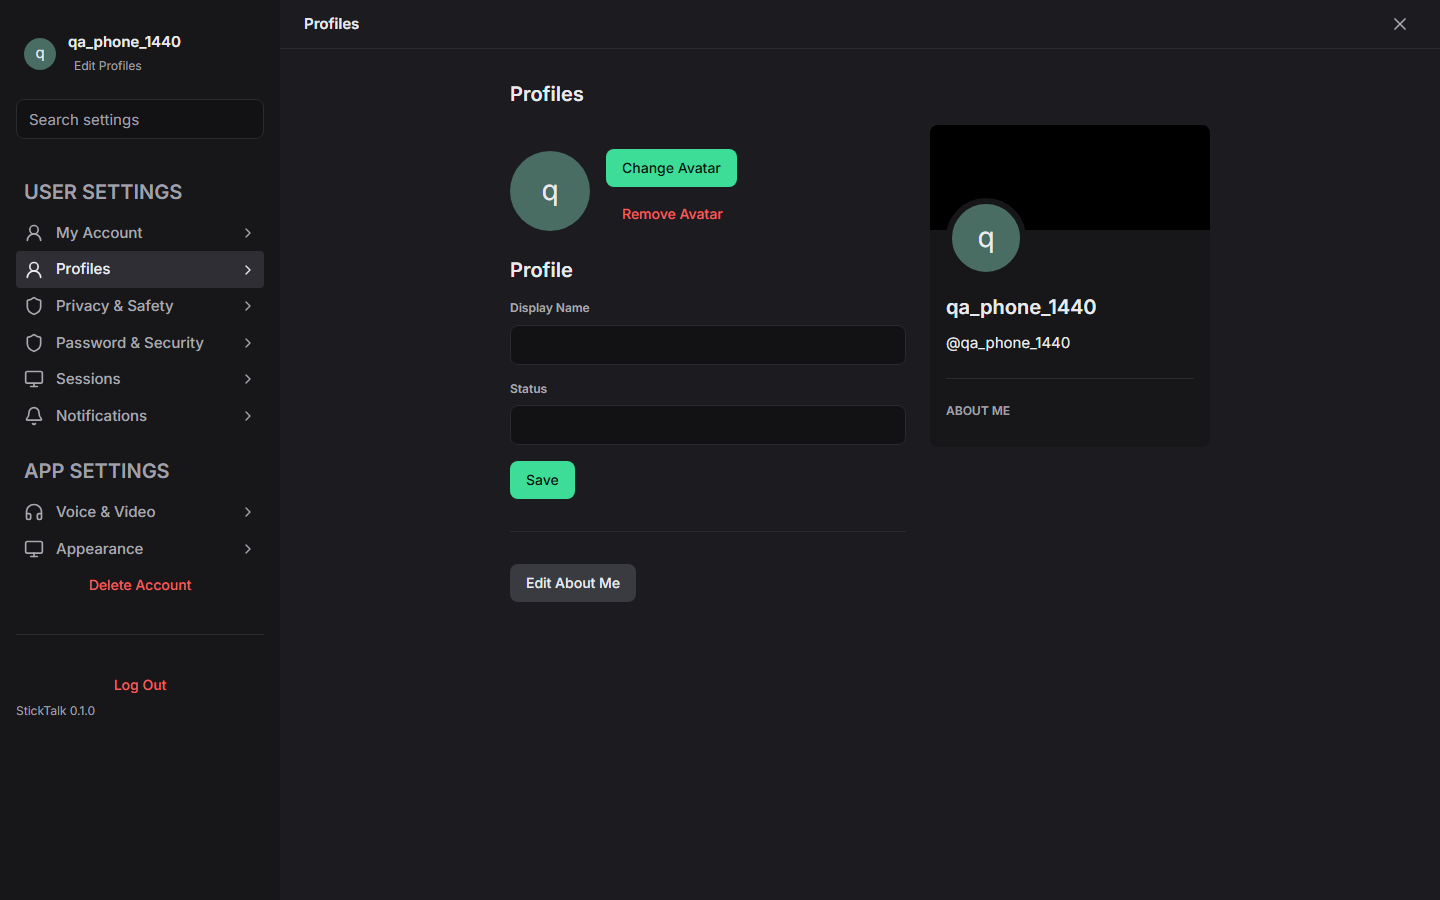 q
qa_phone_1440
Edit Profiles
Search settings
USER SETTINGS
My Account
Profiles
Privacy & Safety
Password & Security
Sessions
Notifications
APP SETTINGS
Voice & Video
Appearance
Delete Account
Log Out
StickTalk 0.1.0
Profiles
Profiles
q
Change Avatar
Remove Avatar
Profile
Display Name
Status
Save
Edit About Me
q
qa_phone_1440
@qa_phone_1440
ABOUT ME